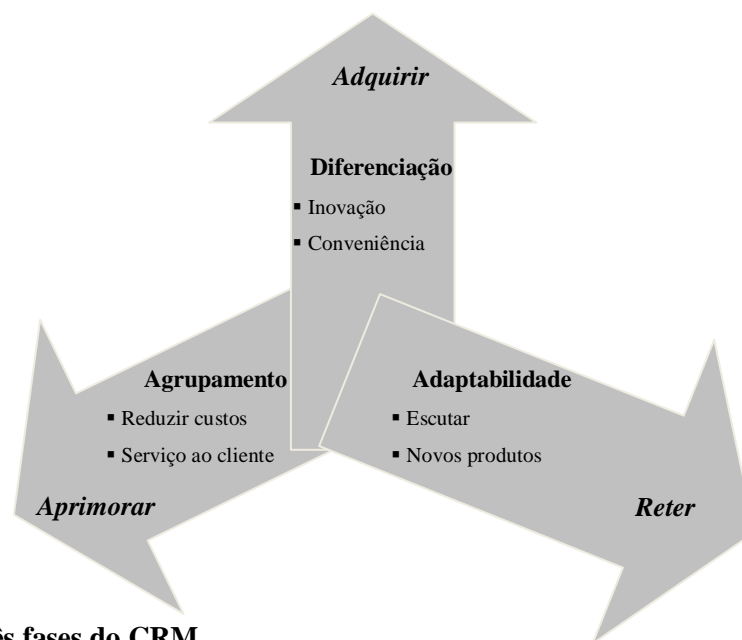 Adquirir
Diferenciação
▪ Inovação
▪ Conveniência
Agrupamento
▪ Reduzir custos
▪ Serviço ao cliente
Aprimorar
Adaptabilidade
▪ Escutar
▪ Novos produtos
Reter
fases do CRM